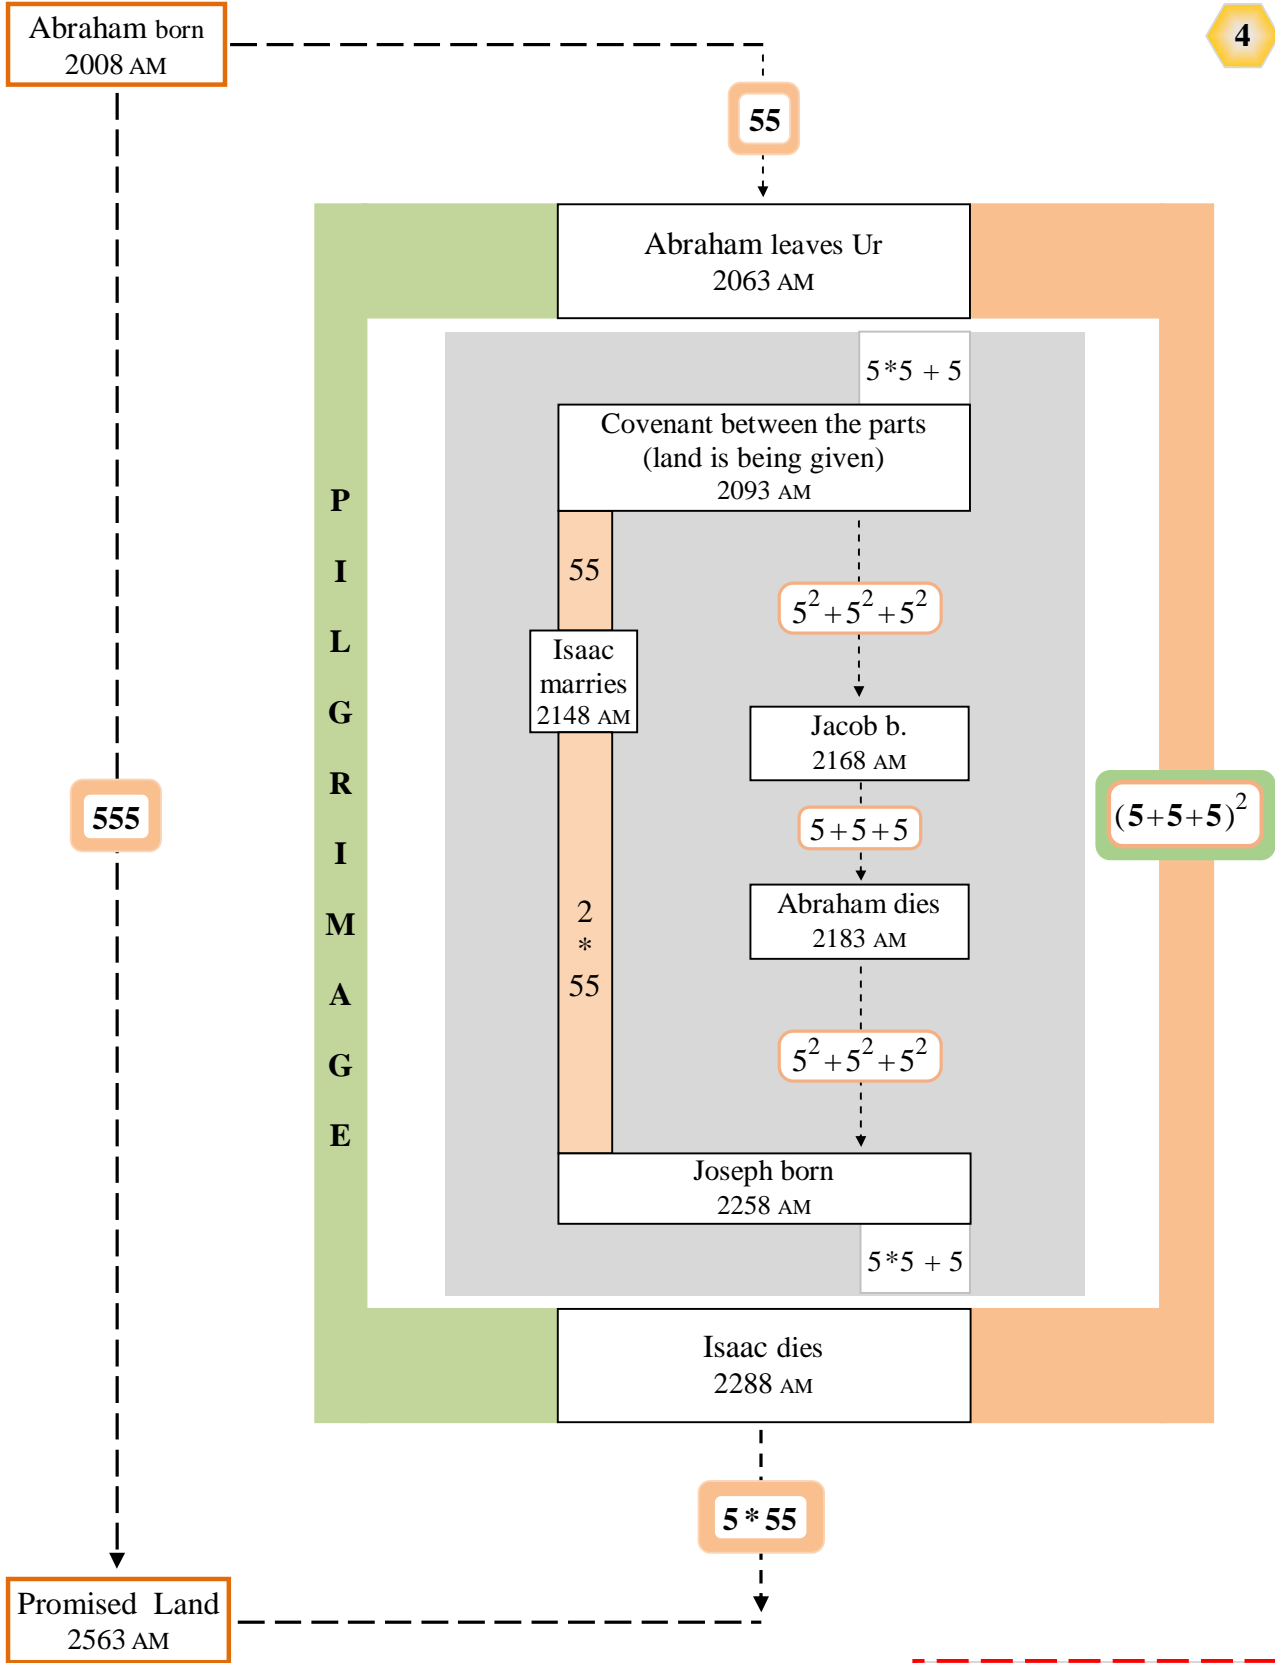 Abraham born
2008 AM
4
55
Abraham leaves Ur
2063 AM
5*5 + 5
Covenant between the parts
(land is being given)
2093 AM
55
5²+5²+5²
Isaac
marries
2148 AM
Jacob b.
2168 AM
PILGRIMAGE
555
5+5+5
(5+5+5)²
Abraham dies
2183 AM
2
*
55
5²+5²+5²
Joseph born
2258 AM
5*5 + 5
Isaac dies
2288 AM
5*55
Promised Land
2563 AM